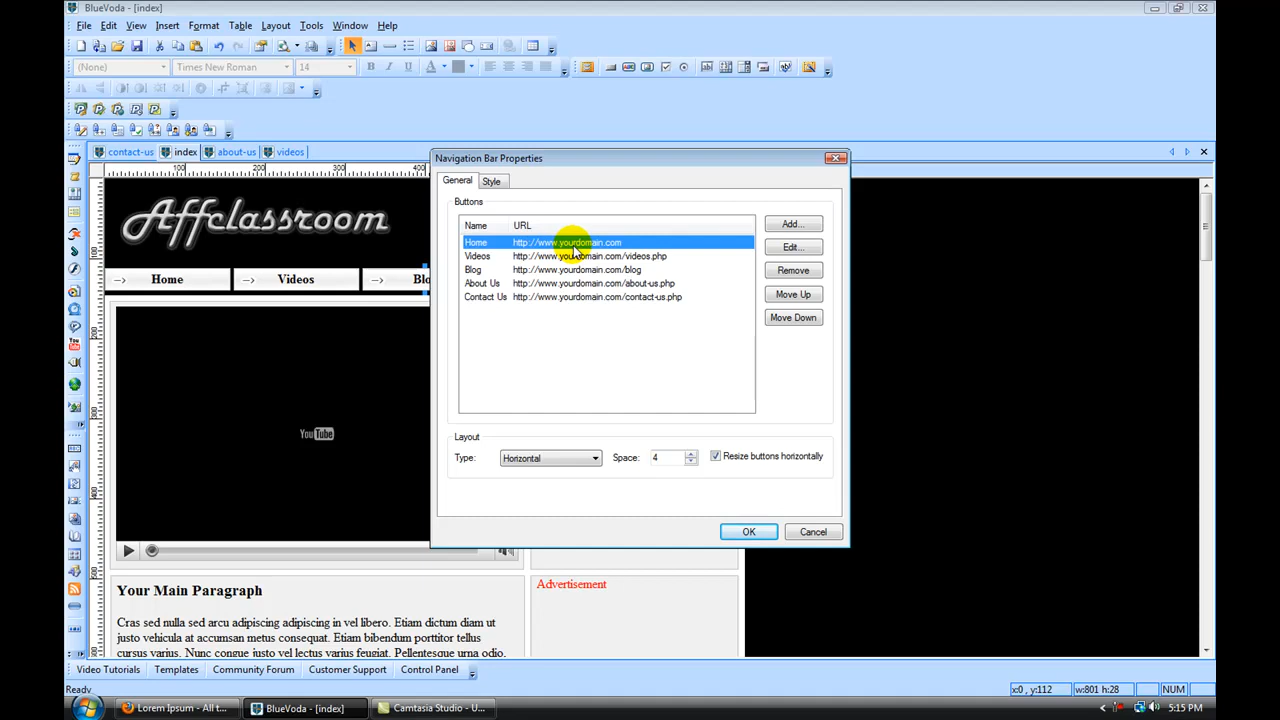 BlueVoda - [index]
File Edit View Insert Format Table Layout Tools Window Help
(None) Times New Roman 14
B I U A
contact-us index about-us videos
100 200 300 400
Affclassroom
--> Home --> Videos --> Blo
YouTube
Your Main Paragraph
Cras sed nulla sed arcu adipiscing adipiscing in vel libero. Etiam dictum diam ut
justo vehicula at accumsan metus consequat. Etiam bibendum porttitor tellus
cursus varius. Nunc congue justo vel lectus varius facilisis. Pellentesque urna odio,
Advertisement
Navigation Bar Properties
General Style
Buttons
Name URL
Home http://www.yourdomain.com
Videos http://www.yourdomain.com/videos.php
Blog http://www.yourdomain.com/blog
About Us http://www.yourdomain.com/about-us.php
Contact Us http://www.yourdomain.com/contact-us.php
Add...
Edit...
Remove
Move Up
Move Down
Layout
Type: Horizontal Space: 4 Resize buttons horizontally
OK Cancel
Video Tutorials Templates Community Forum Customer Support Control Panel
Ready x:0 , y:112 w:801 h:28 NUM
Lorem Ipsum - All t... BlueVoda - [index] Camtasia Studio - U... 5:15 PM